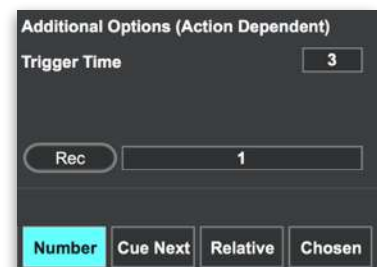 Additional Options (Action Dependent)
Trigger Time 3
Rec 1
Number Cue Next Relative Chosen